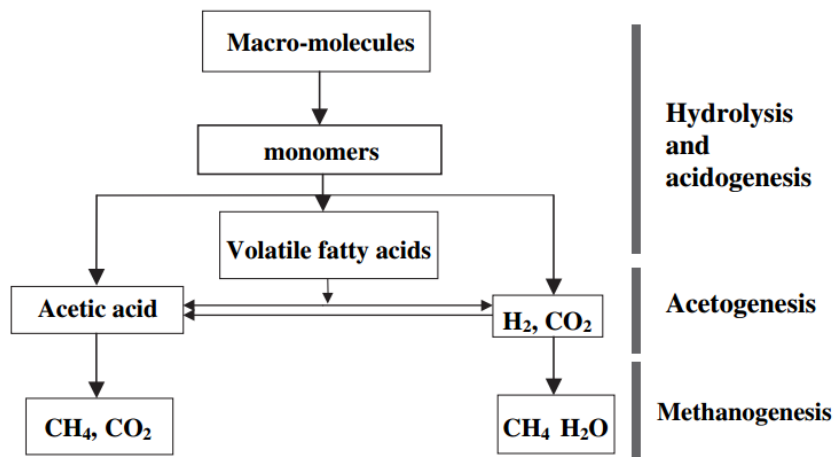 Macro-molecules
monomers
Volatile fatty acids
Acetic acid
H₂, CO₂
CH₄, CO₂
CH₄ H₂O
Hydrolysis
and
acidogenesis
Acetogenesis
Methanogenesis